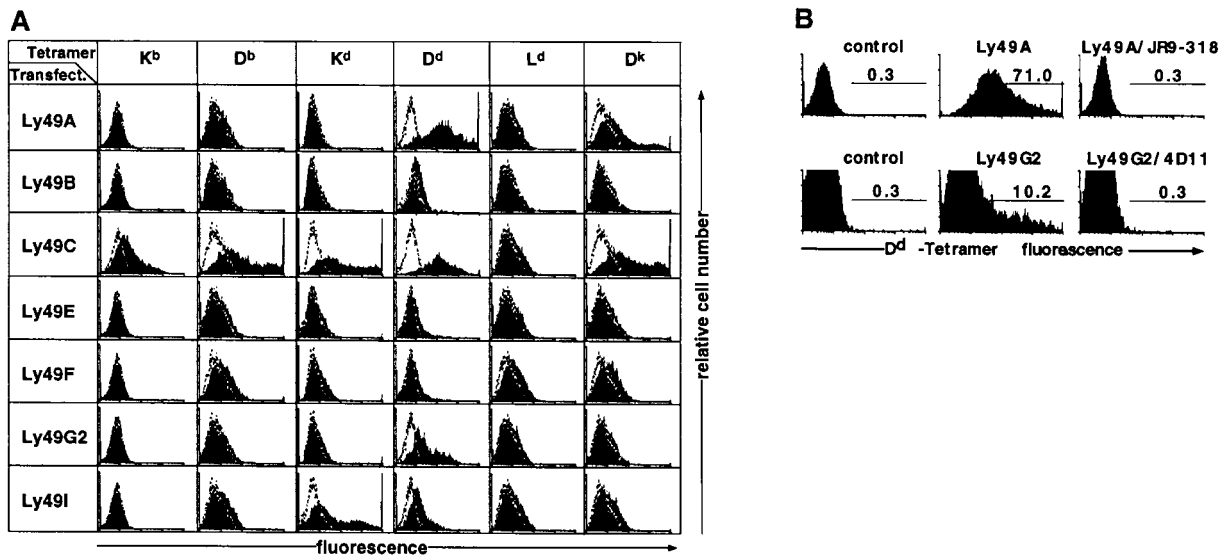 A
Tetramer
Transfect.
Kb Db Kd Dd Ld Dk
Ly49A
Ly49B
Ly49C
Ly49E
Ly49F
Ly49G2
Ly49I
fluorescence
relative cell number
B
control Ly49A Ly49A/JR9-318
0.3 71.0 0.3
control Ly49G2 Ly49G2/4D11
0.3 10.2 0.3
Dd -Tetramer fluorescence